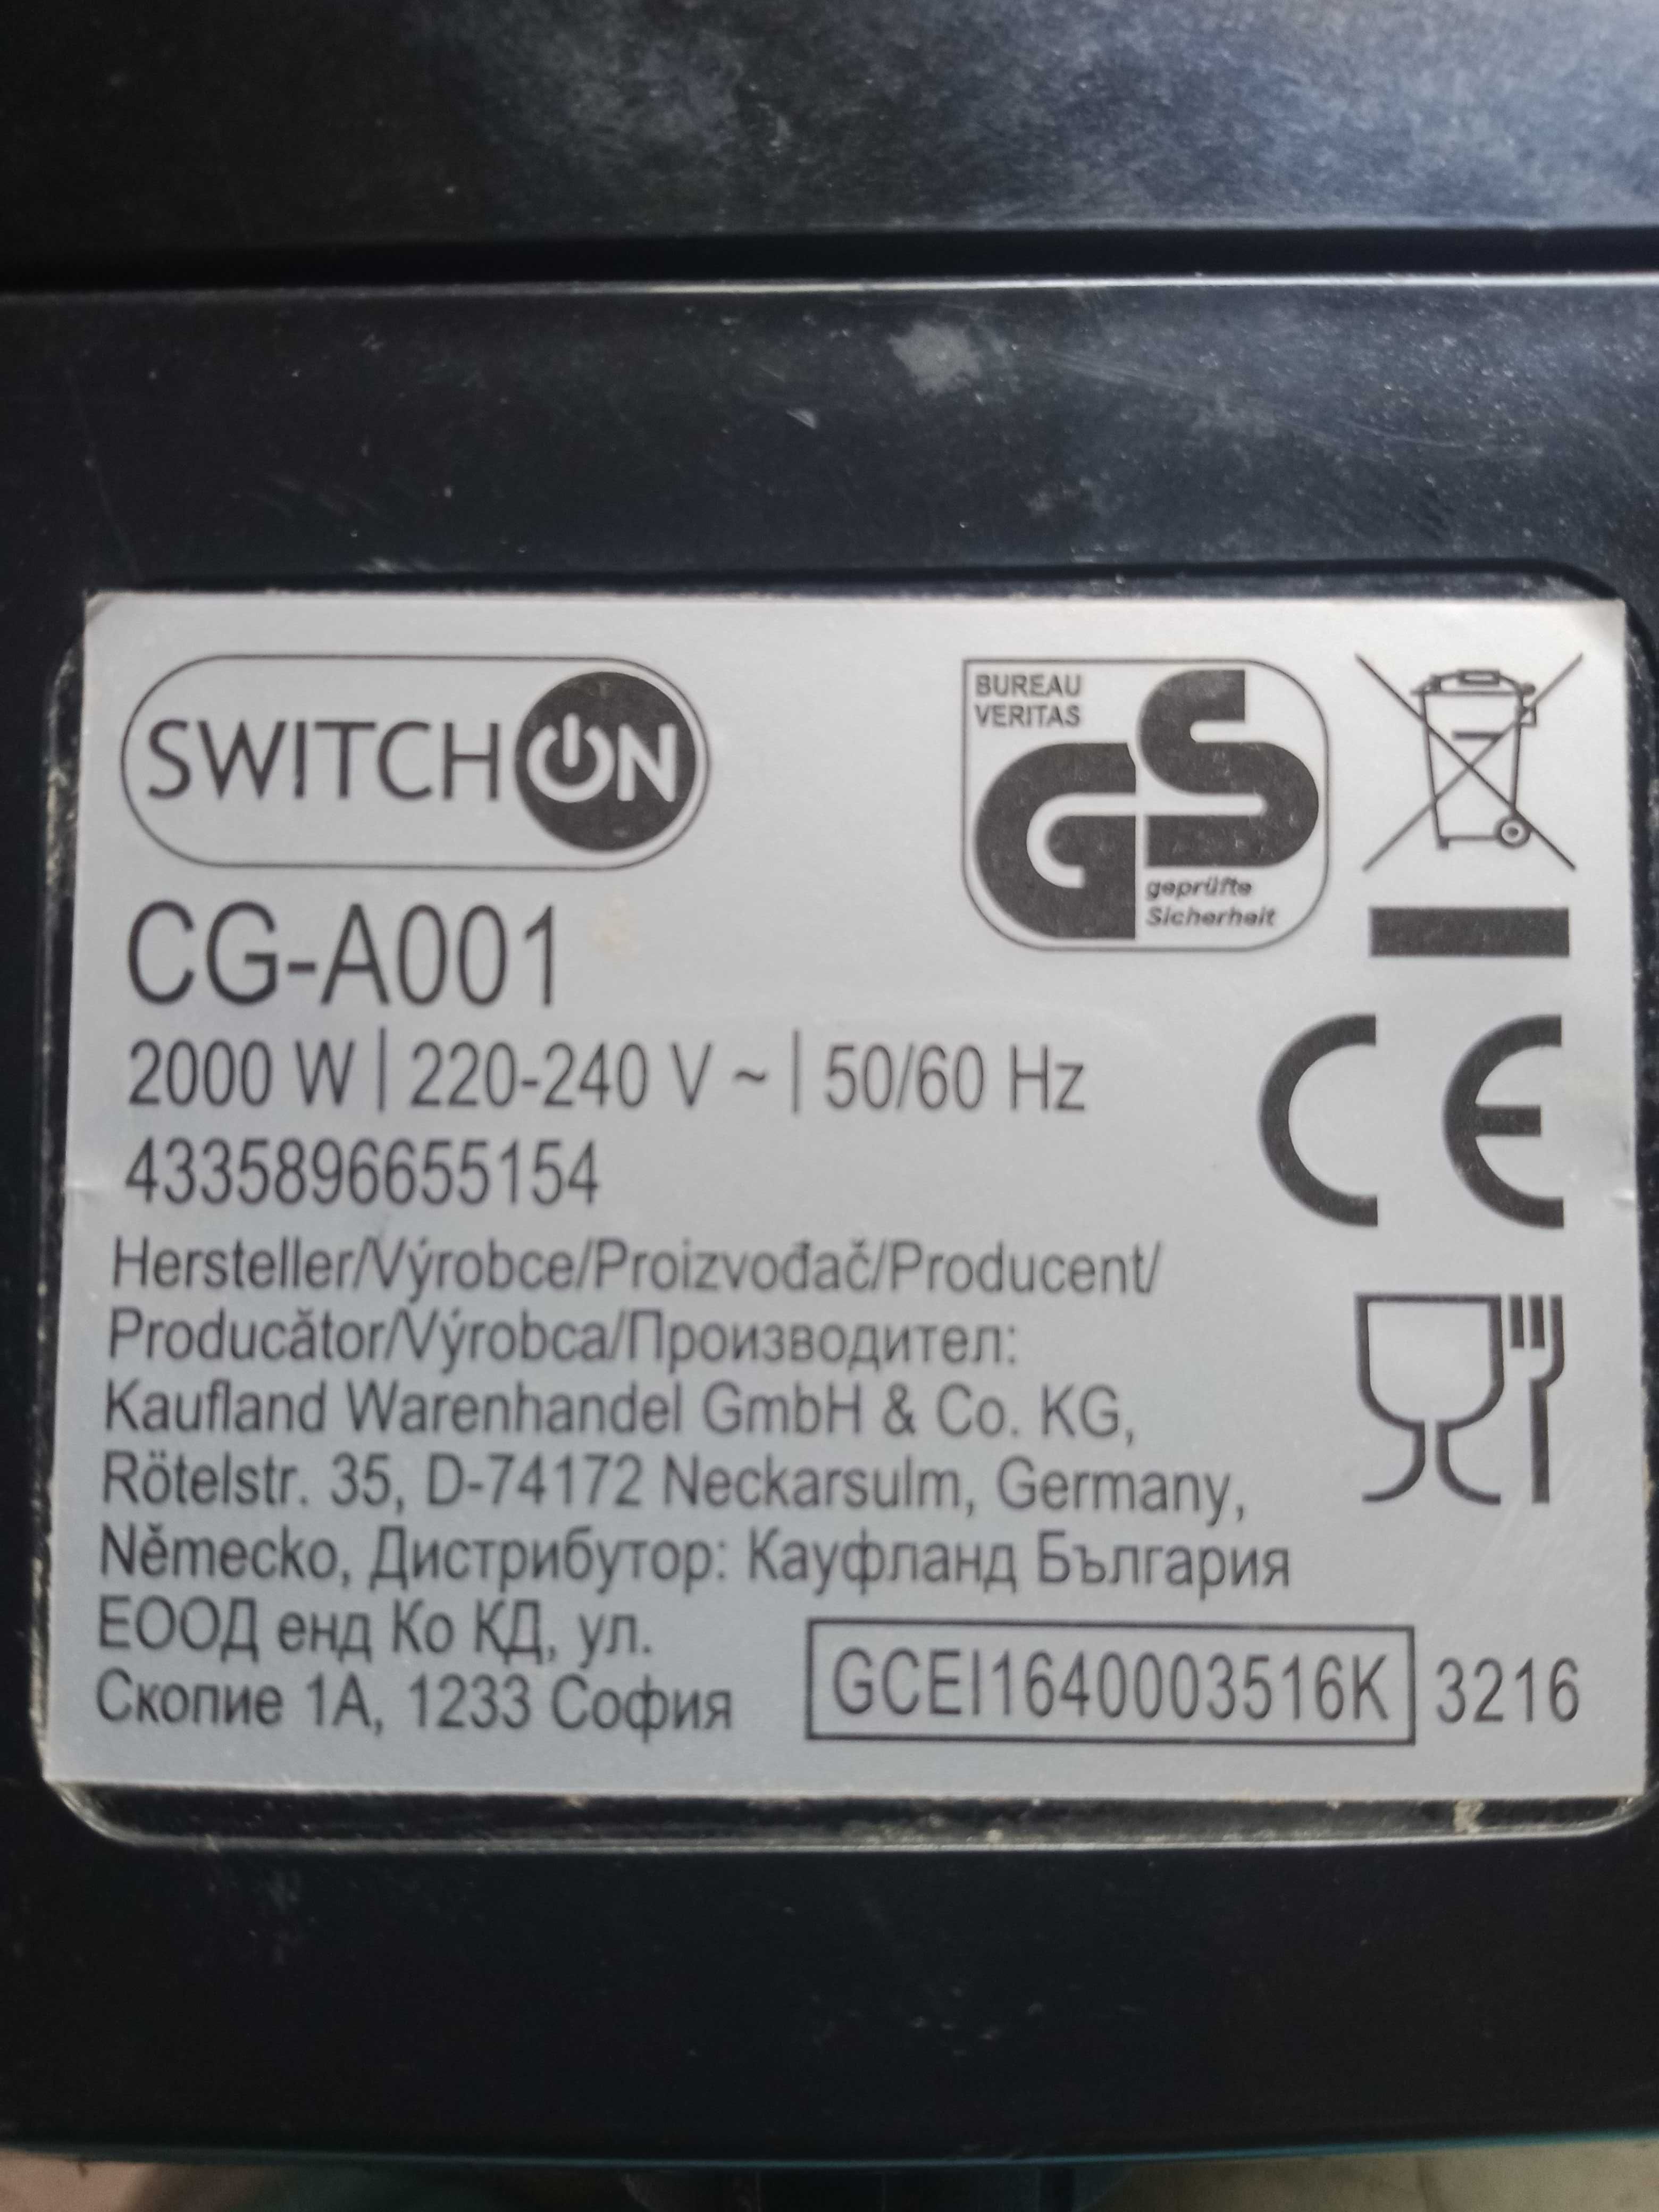 SWITCHON
BUREAU
VERITAS
GS
geprüfte
Sicherheit
CG-A001
2000 W | 220-240 V ~ | 50/60 Hz
4335896655154
CE
Hersteller/Výrobce/Proizvođač/Producent/
Producător/Výrobca/Производител:
Kaufland Warenhandel GmbH & Co. KG,
Rötelstr. 35, D-74172 Neckarsulm, Germany,
Německo, Дистрибутор: Кауфланд България
ЕООД енд Ко КД, ул.
Скопие 1А, 1233 София
GCEI1640003516K 3216